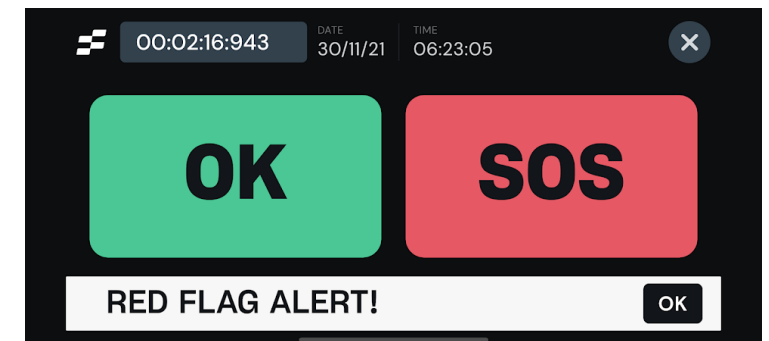 00:02:16:943
DATE
30/11/21
TIME
06:23:05
OK
SOS
RED FLAG ALERT!
OK